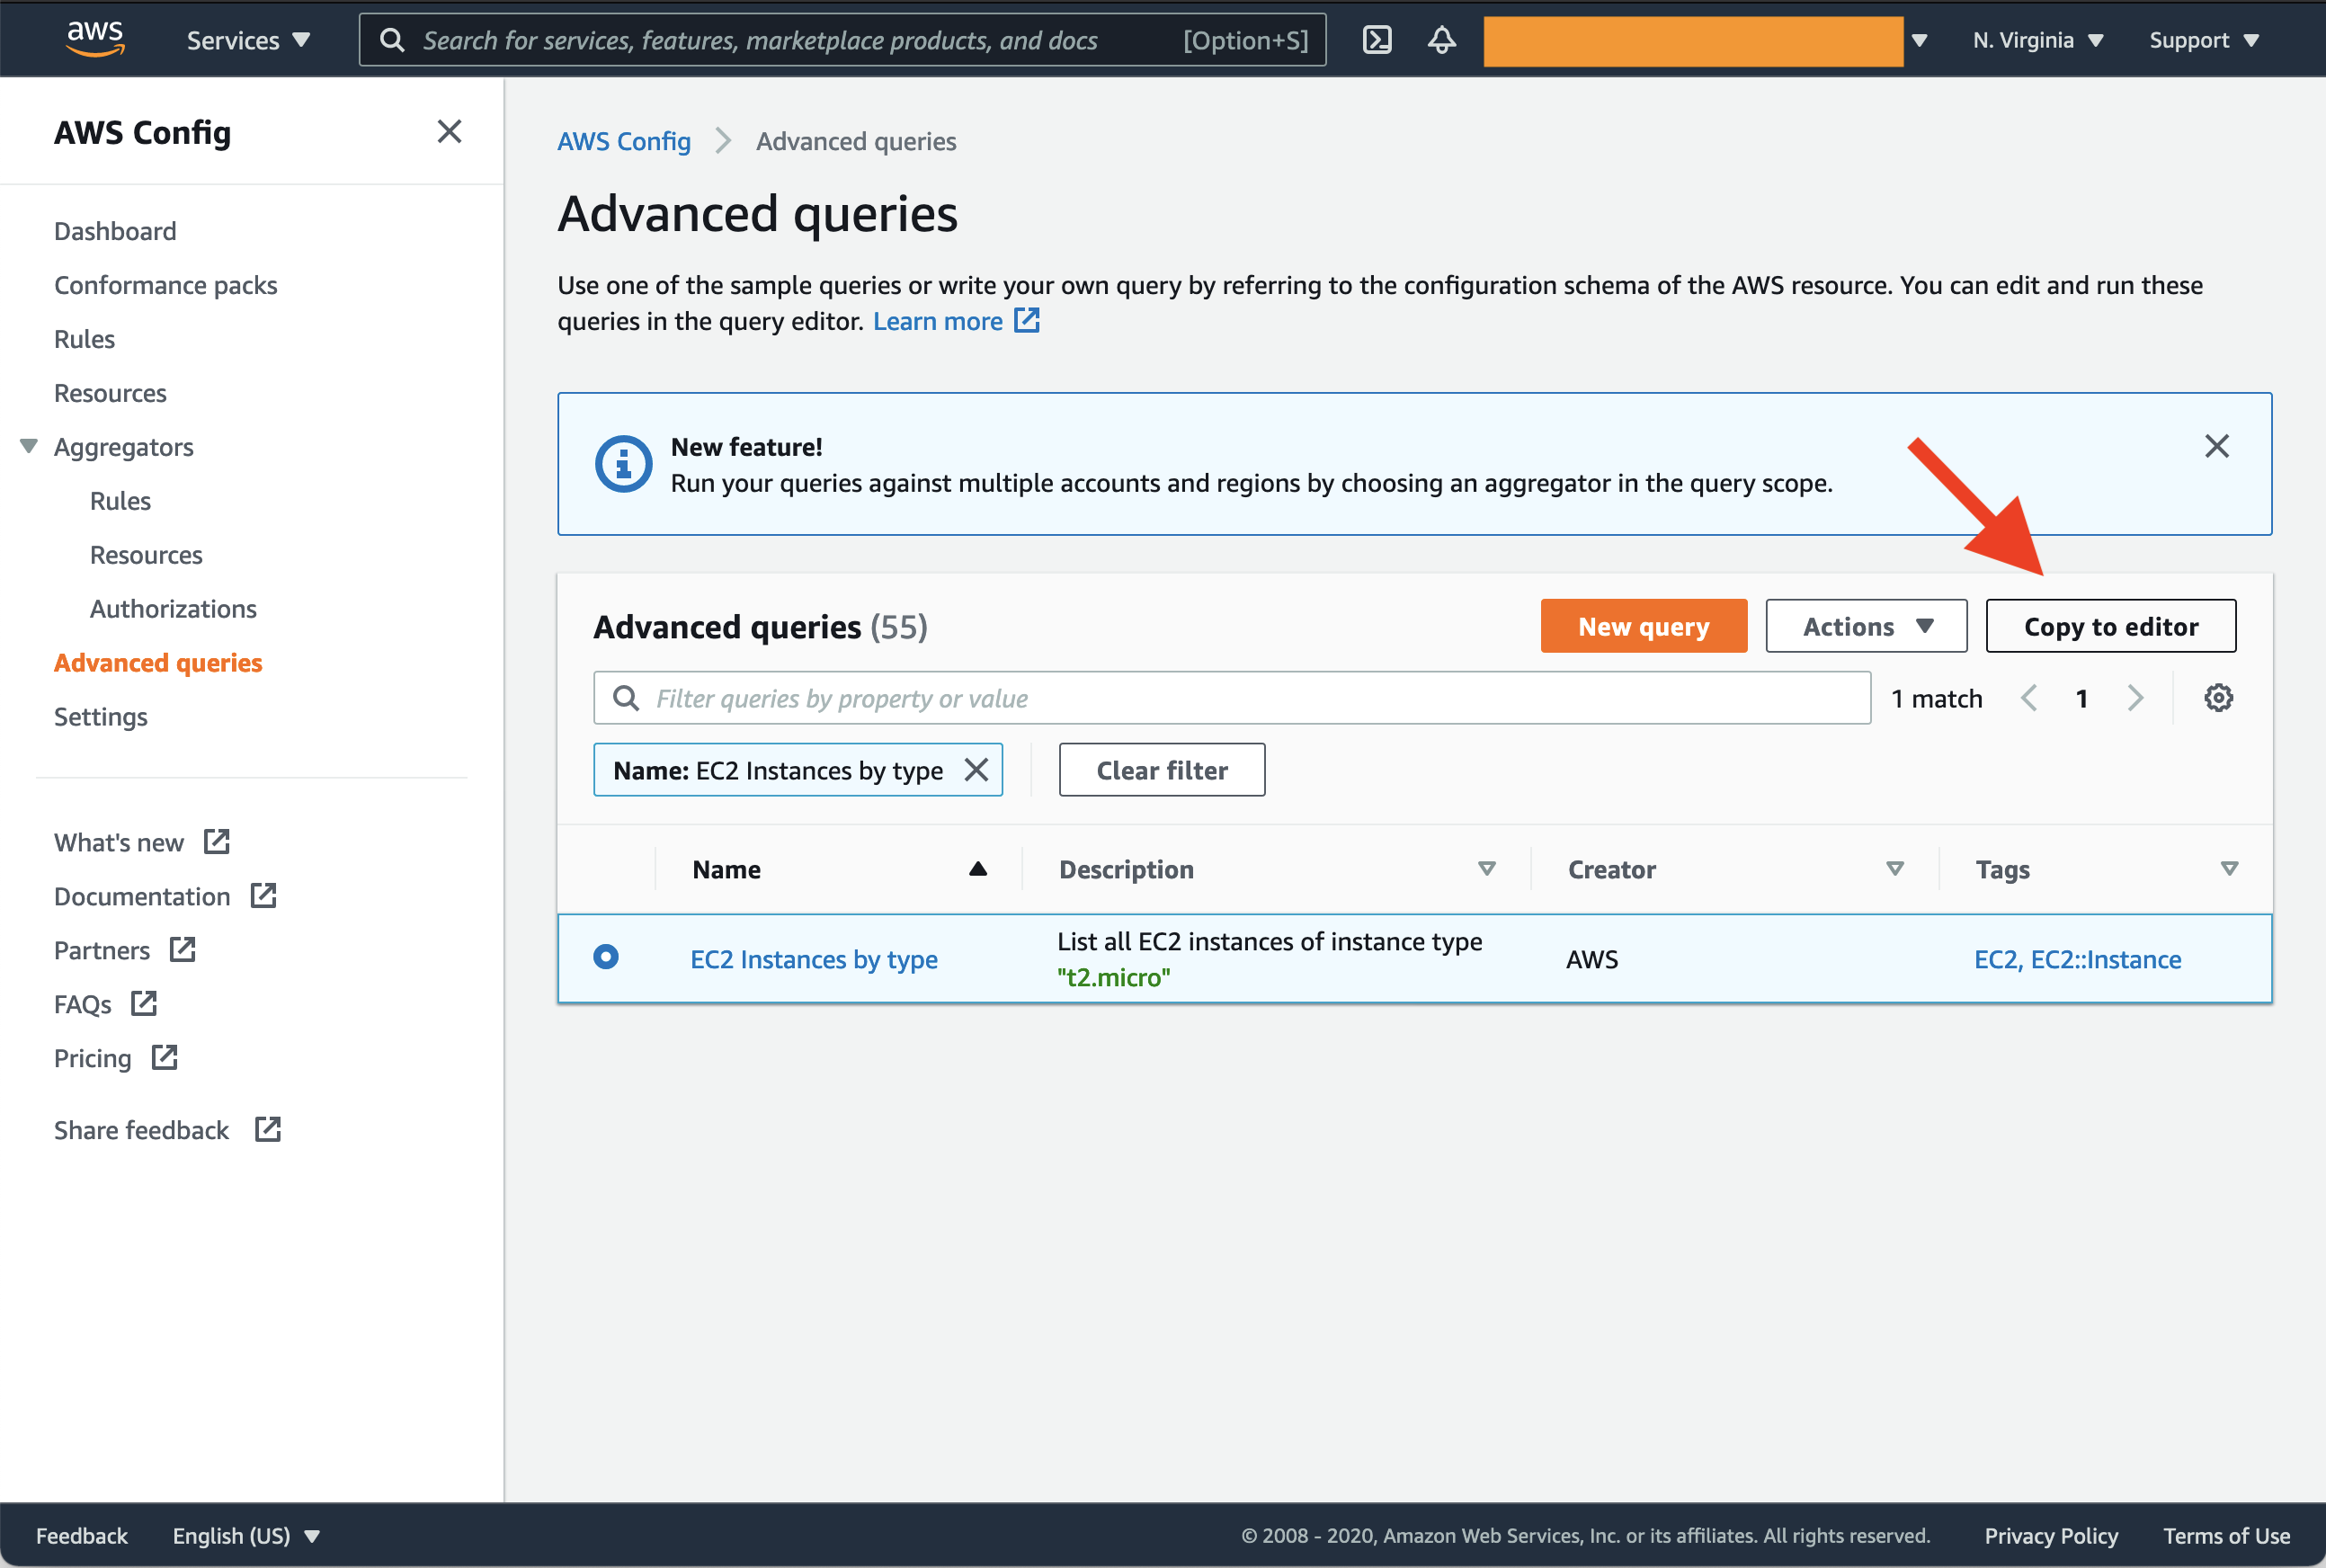 aws
Services
Search for services, features, marketplace products, and docs [Option+S]
N. Virginia
Support
AWS Config
Dashboard
Conformance packs
Rules
Resources
Aggregators
Rules
Resources
Authorizations
Advanced queries
Settings
What's new
Documentation
Partners
FAQs
Pricing
Share feedback
AWS Config
Advanced queries
Advanced queries
Use one of the sample queries or write your own query by referring to the configuration schema of the AWS resource. You can edit and run these
queries in the query editor. Learn more
New feature!
Run your queries against multiple accounts and regions by choosing an aggregator in the query scope.
Advanced queries (55)
New query
Actions
Copy to editor
Filter queries by property or value
1 match
1
Name: EC2 Instances by type
Clear filter
Name
Description
Creator
Tags
EC2 Instances by type
List all EC2 instances of instance type
"t2.micro"
AWS
EC2, EC2::Instance
Feedback
English (US)
© 2008 - 2020, Amazon Web Services, Inc. or its affiliates. All rights reserved.
Privacy Policy
Terms of Use